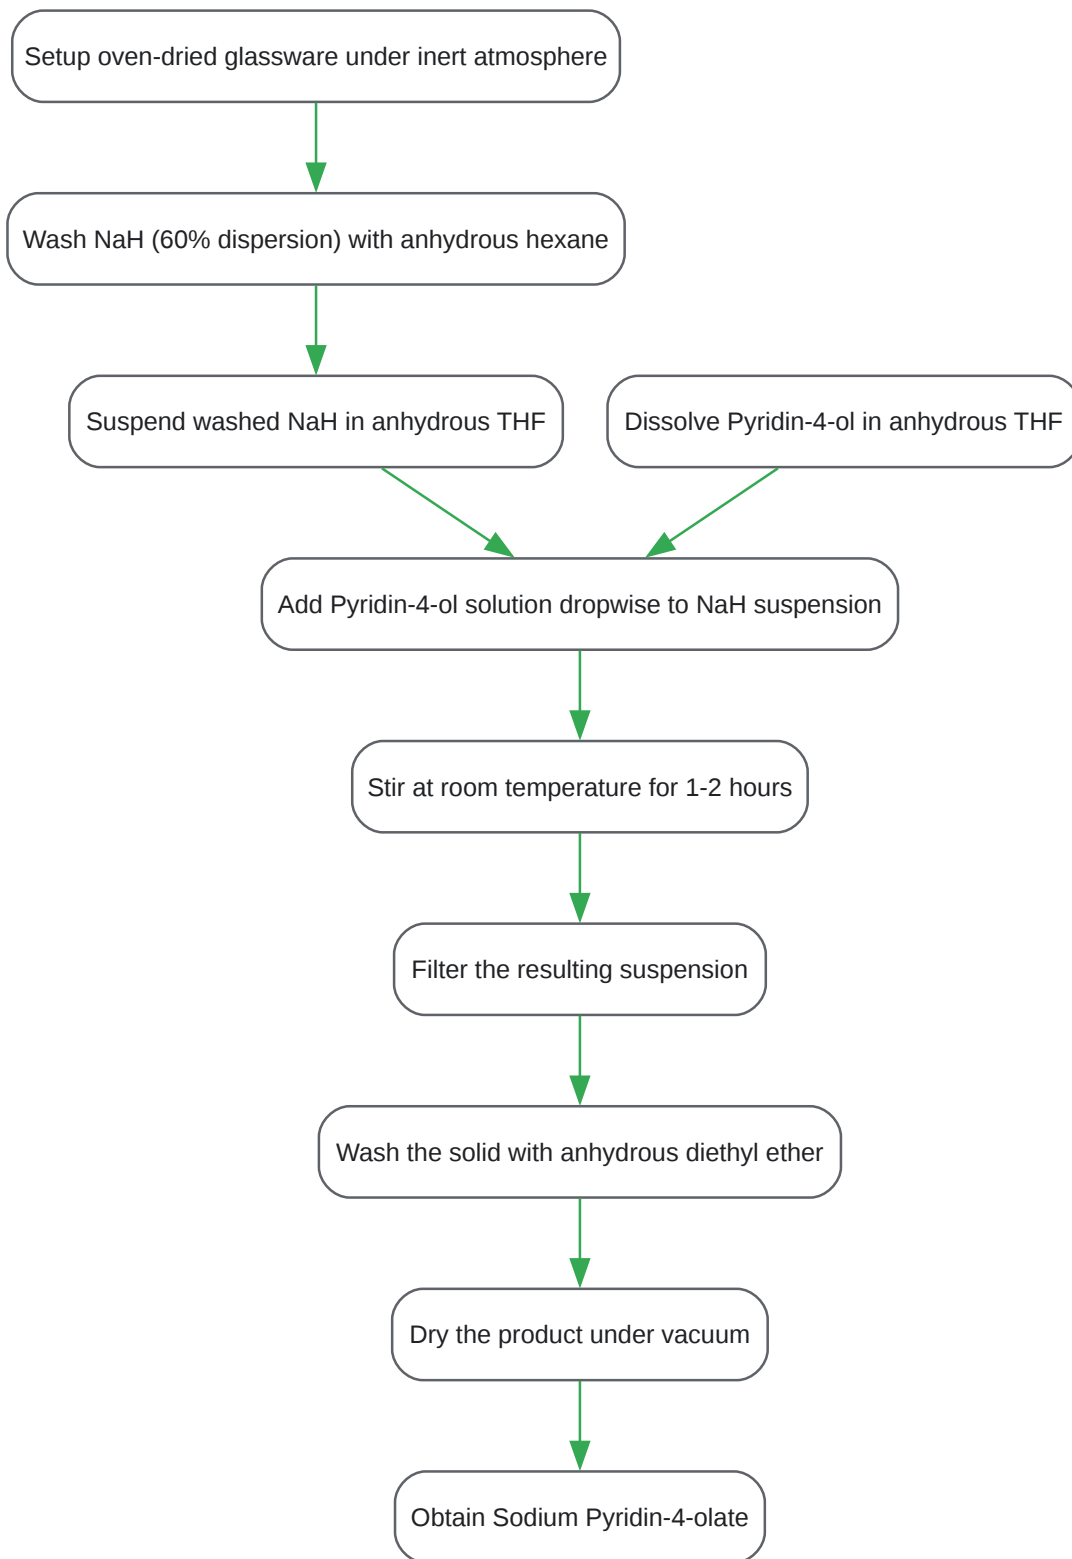 Setup oven-dried glassware under inert atmosphere
Wash NaH (60% dispersion) with anhydrous hexane
Suspend washed NaH in anhydrous THF
Dissolve Pyridin-4-ol in anhydrous THF
Add Pyridin-4-ol solution dropwise to NaH suspension
Stir at room temperature for 1-2 hours
Filter the resulting suspension
Wash the solid with anhydrous diethyl ether
Dry the product under vacuum
Obtain Sodium Pyridin-4-olate